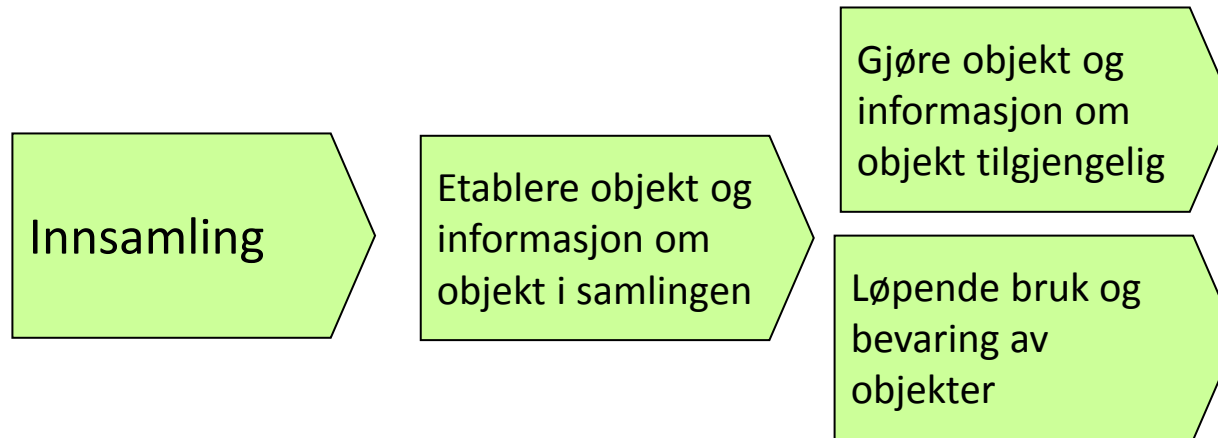 Innsamling
Etablere objekt og
informasjon om
objekt i samlingen
Gjøre objekt og
informasjon om
objekt tilgjengelig
Løpende bruk og
bevaring av
objekter